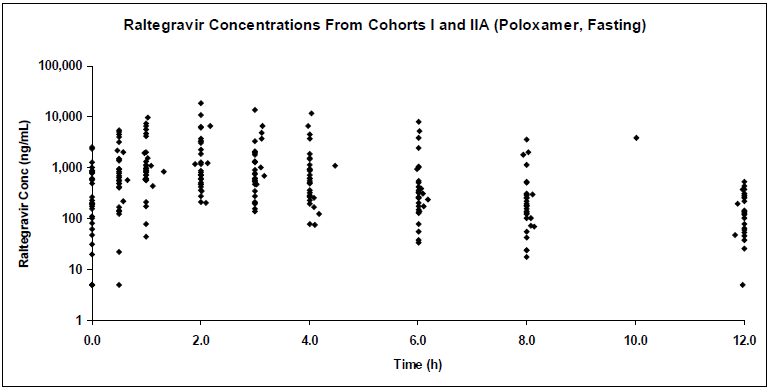 Raltegravir Concentrations From Cohorts I and IIA (Poloxamer, Fasting)
100,000
10,000
1,000
100
10
1
Raltegravir Conc (ng/mL)
0.0 2.0 4.0 6.0 8.0 10.0 12.0
Time (h)